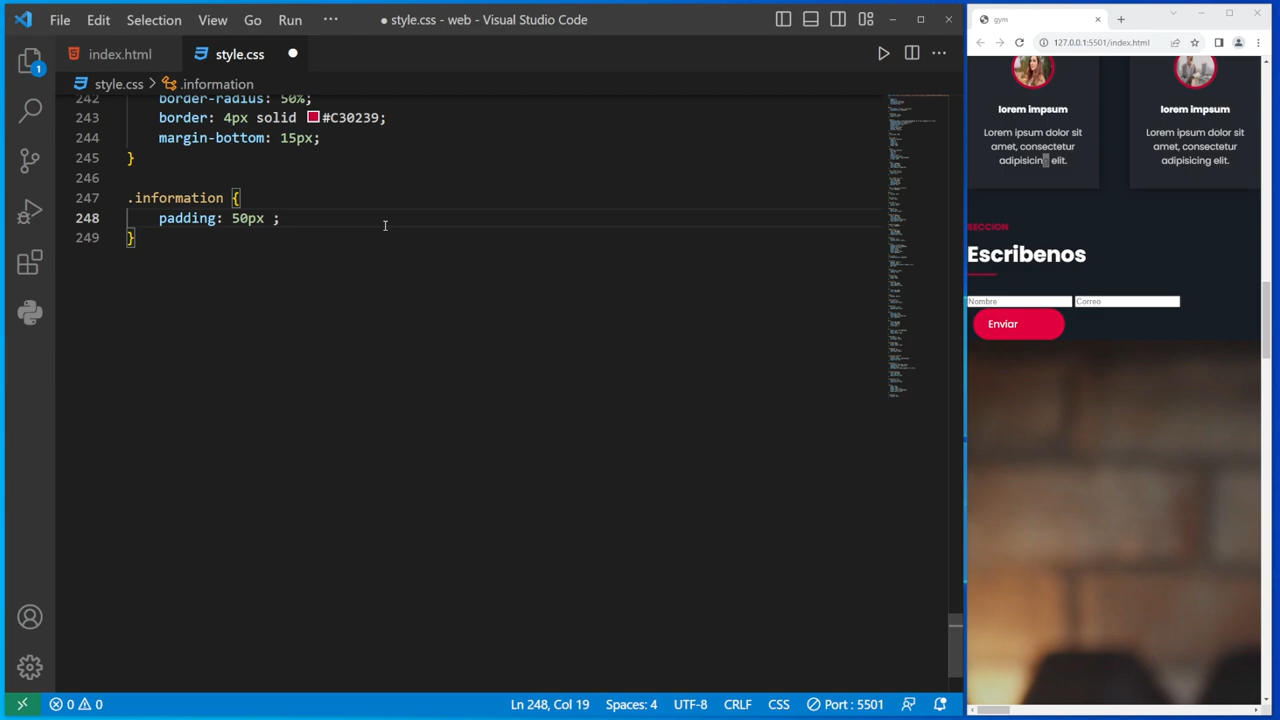 File Edit Selection View Go Run ··· ● style.css - web - Visual Studio Code
index.html style.css ●
style.css > .information
242 border-radius: 50%;
243 border: 4px solid #C30239;
244 margin-bottom: 15px;
245 }
246
247 .information {
248 padding: 50px ;
249 }
1
0 0 Ln 248, Col 19 Spaces: 4 UTF-8 CRLF CSS Port : 5501
gym
127.0.0.1:5501/index.html
lorem impsum lorem impsum
Lorem ipsum dolor sit Lorem ipsum dolor sit
amet, consectetur amet, consectetur
adipisicing elit. adipisicing elit.
SECCION
Escribenos
Nombre Correo
Enviar